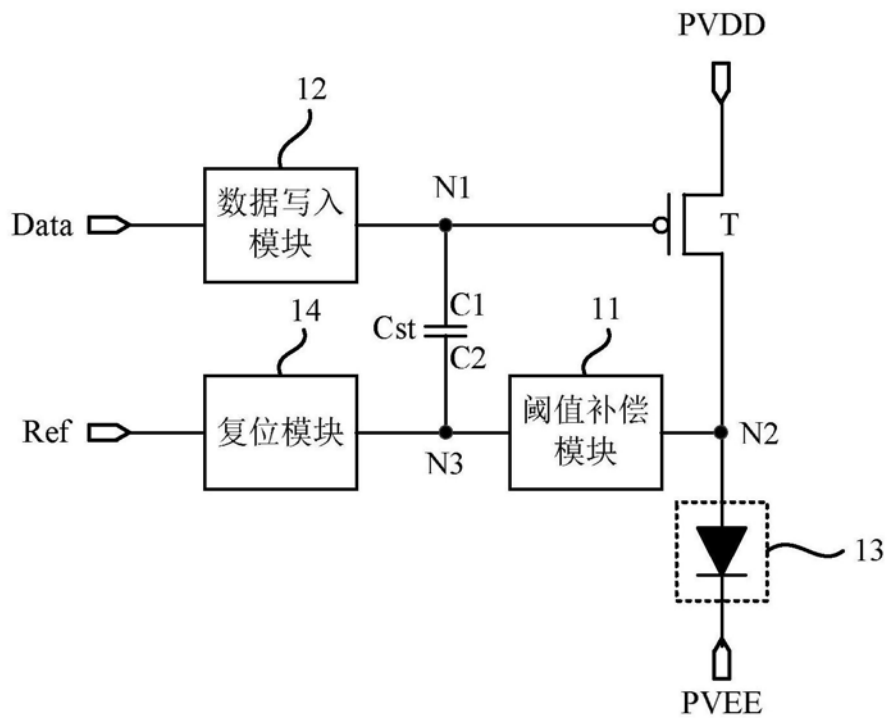 PVDD
12
数据写入
模块
N1
Data
T
14
C1
Cst
C2
11
复位模块
阈值补偿
模块
Ref
N3
N2
13
PVEE